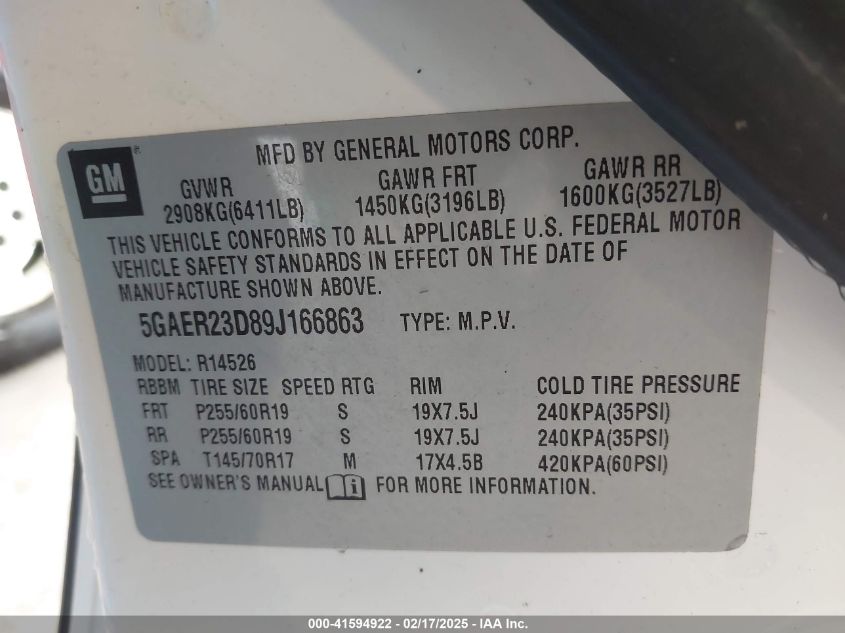 MFD BY GENERAL MOTORS CORP.
GM
GVWR GAWR FRT GAWR RR
2908KG(6411LB) 1450KG(3196LB) 1600KG(3527LB)
THIS VEHICLE CONFORMS TO ALL APPLICABLE U.S. FEDERAL MOTOR
VEHICLE SAFETY STANDARDS IN EFFECT ON THE DATE OF
MANUFACTURE SHOWN ABOVE.
5GAER23D89J166863 TYPE: M.P.V.
MODEL: R14526
RBBM TIRE SIZE SPEED RTG RIM COLD TIRE PRESSURE
FRT P255/60R19 S 19X7.5J 240KPA(35PSI)
RR P255/60R19 S 19X7.5J 240KPA(35PSI)
SPA T145/70R17 M 17X4.5B 420KPA(60PSI)
SEE OWNER'S MANUAL i FOR MORE INFORMATION.
000-41594922 - 02/17/2025 - IAA Inc.